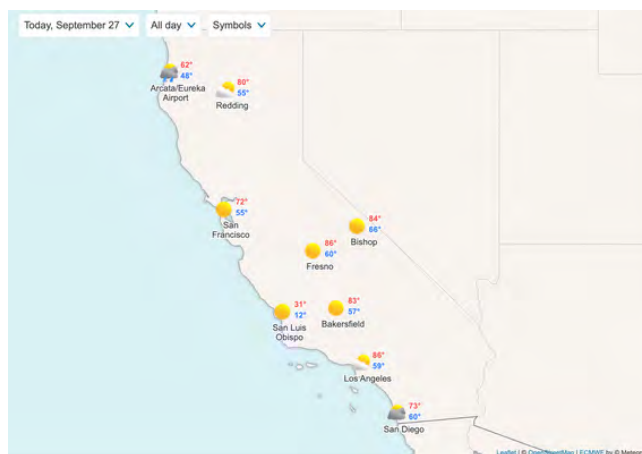 Today, September 27
All day
Symbols
62°
48°
Arcata/Eureka
Airport
80°
55°
Redding
72°
55°
San
Francisco
84°
66°
Bishop
86°
60°
Fresno
31°
12°
San Luis
Obispo
83°
57°
Bakersfield
86°
59°
Los Angeles
73°
60°
San Diego
Leaflet | © OpenStreetMap | ECMWF by © Meteo